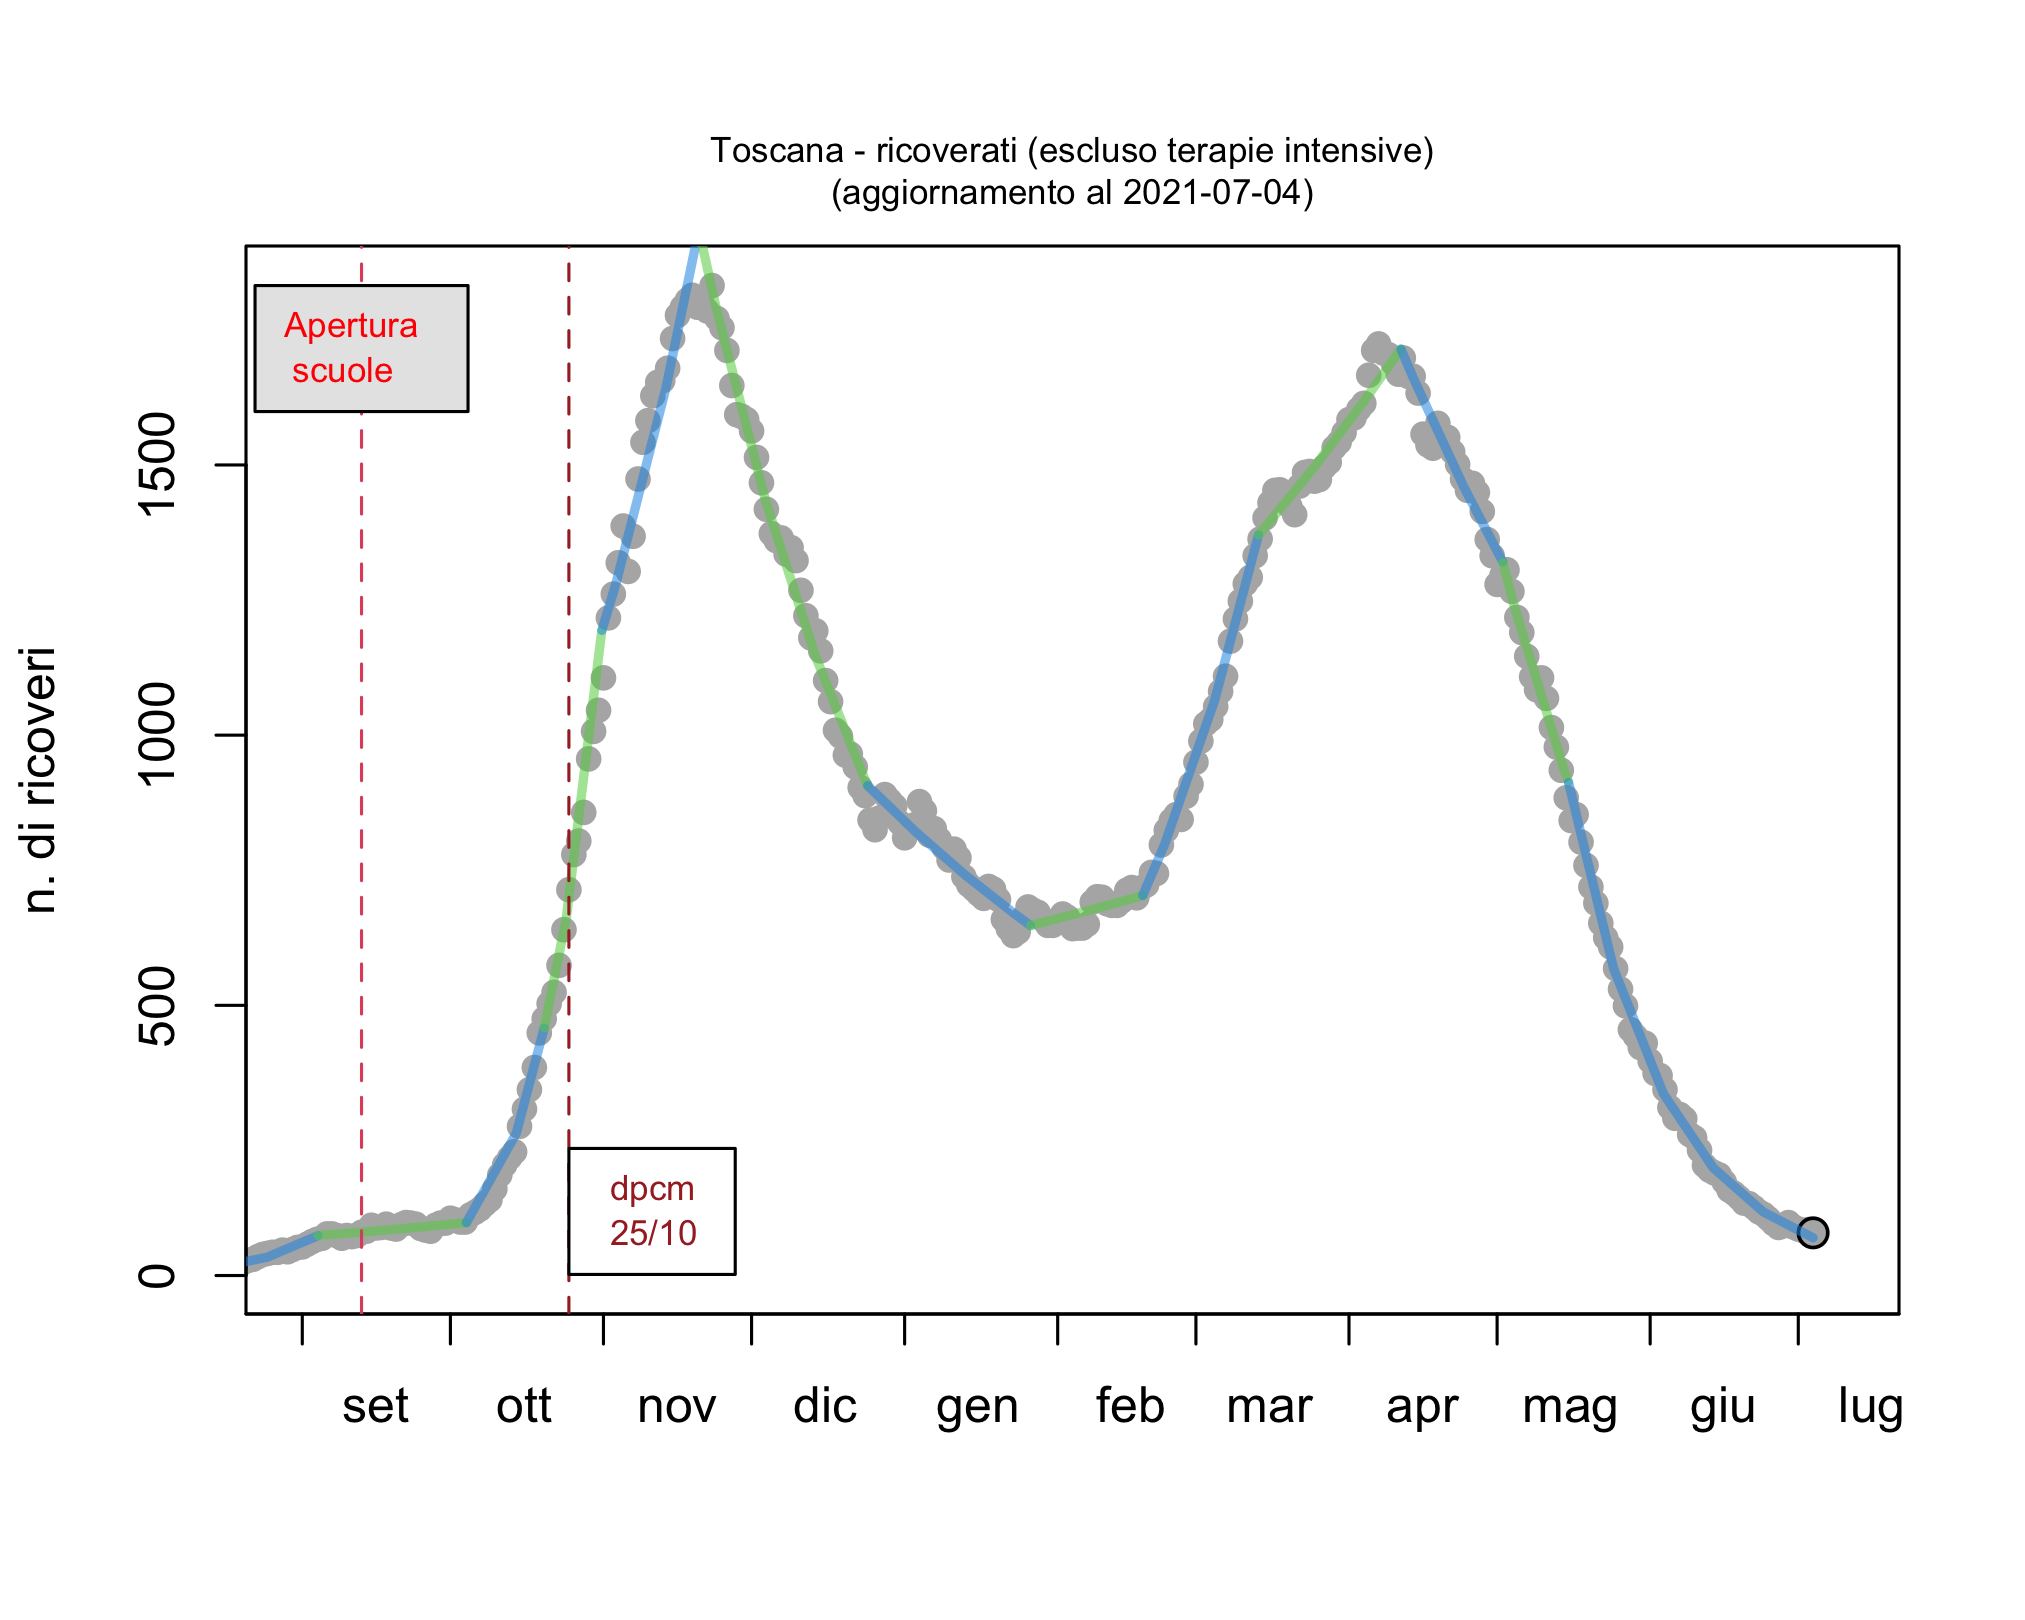 Toscana - ricoverati (escluso terapie intensive)
(aggiornamento al 2021-07-04)
Apertura
scuole
n. di ricoveri
1500
1000
500
0
dpcm
25/10
set ott nov dic gen feb mar apr mag giu lug